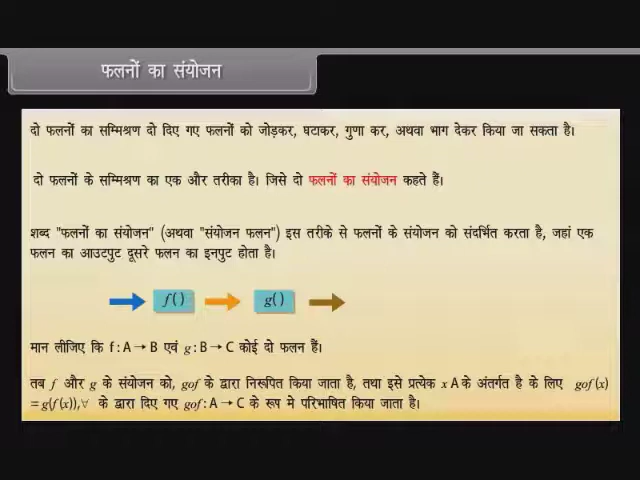 फलनों का संयोजन
दो फलनों का सम्मिश्रण दो दिए गए फलनों को जोड़कर, घटाकर, गुणा कर, अथवा भाग देकर किया जा सकता है।
दो फलनों के सम्मिश्रण का एक और तरीका है। जिसे दो फलनों का संयोजन कहते हैं।
शब्द "फलनों का संयोजन" (अथवा "संयोजन फलन") इस तरीके से फलनों के संयोजन को संदर्भित करता है, जहां एक
फलन का आउटपुट दूसरे फलन का इनपुट होता है।
f() g()
मान लीजिए कि f : A → B एवं g : B → C कोई दो फलन हैं।
तब f और g के संयोजन को, gof के द्वारा निरूपित किया जाता है, तथा इसे प्रत्येक x A के अंतर्गत है के लिए gof (x)
= g(f (x)),∀ के द्वारा दिए गए gof : A → C के रूप मे परिभाषित किया जाता है।